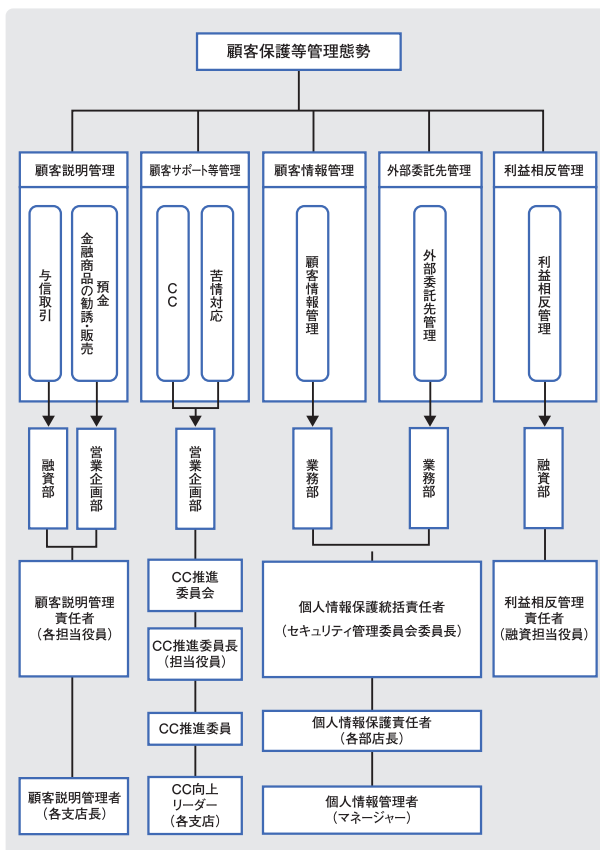 顧客保護等管理態勢
顧客説明管理
顧客サポート等管理
顧客情報管理
外部委託先管理
利益相反管理
与信取引
預金
金融商品の勧誘・販売
CC
苦情対応
顧客情報管理
外部委託先管理
利益相反管理
融資部
営業企画部
営業企画部
業務部
業務部
融資部
顧客説明管理
責任者
(各担当役員)
CC推進
委員会
CC推進委員長
(担当役員)
CC推進委員
CC向上
リーダー
(各支店)
個人情報保護統括責任者
(セキュリティ管理委員会委員長)
個人情報保護責任者
(各部店長)
個人情報管理者
(マネージャー)
利益相反管理
責任者
(融資担当役員)
顧客説明管理者
(各支店長)